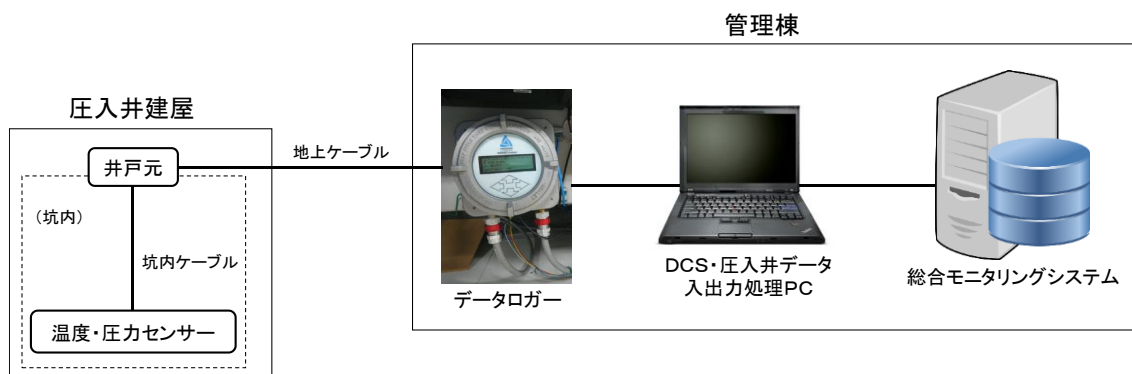 管理棟
圧入井建屋
井戸元
地上ケーブル
(坑内)
坑内ケーブル
温度・圧力センサー
データロガー
DCS・圧入井データ
入出力処理PC
総合モニタリングシステム